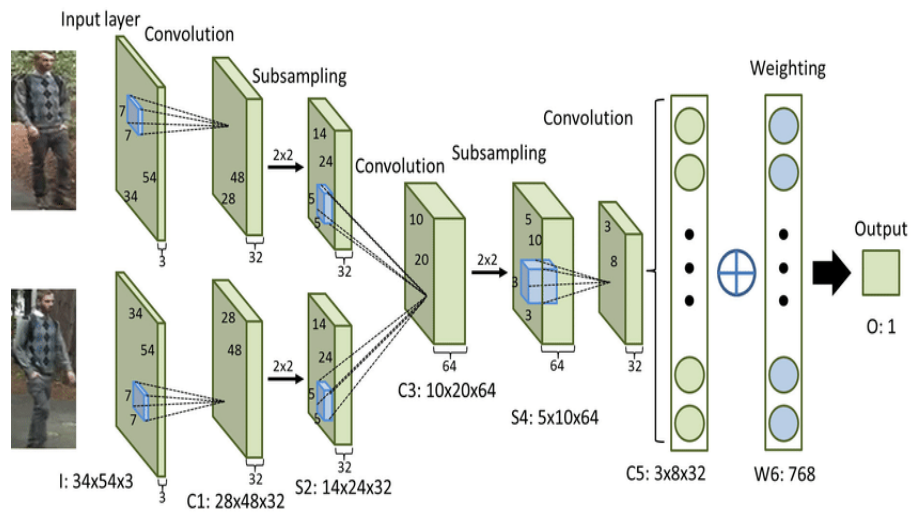 Input layer
Convolution
Subsampling
Convolution
Subsampling
Convolution
Weighting
Output
7
7
54
34
3
48
28
32
2x2
14
24
5
5
32
34
54
7
7
3
28
48
32
2x2
14
24
5
5
32
10
20
64
2x2
5
10
3
3
64
3
8
32
I: 34x54x3
C1: 28x48x32
S2: 14x24x32
C3: 10x20x64
S4: 5x10x64
C5: 3x8x32
W6: 768
O: 1